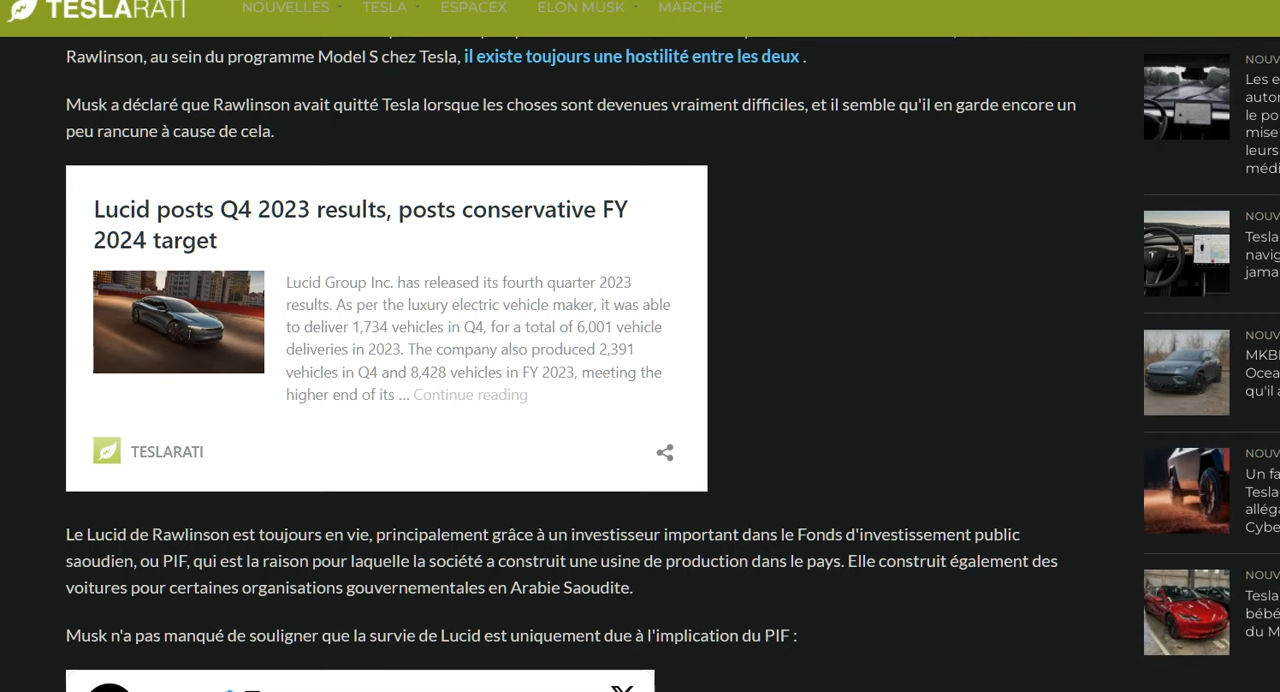 TESLARATI
NOUVELLES
TESLA
ESPACEX
ELON MUSK
MARCHÉ
Rawlinson, au sein du programme Model S chez Tesla, il existe toujours une hostilité entre les deux .
Musk a déclaré que Rawlinson avait quitté Tesla lorsque les choses sont devenues vraiment difficiles, et il semble qu'il en garde encore un
peu rancune à cause de cela.
Lucid posts Q4 2023 results, posts conservative FY
2024 target
Lucid Group Inc. has released its fourth quarter 2023
results. As per the luxury electric vehicle maker, it was able
to deliver 1,734 vehicles in Q4, for a total of 6,001 vehicle
deliveries in 2023. The company also produced 2,391
vehicles in Q4 and 8,428 vehicles in FY 2023, meeting the
higher end of its ... Continue reading
TESLARATI
Le Lucid de Rawlinson est toujours en vie, principalement grâce à un investisseur important dans le Fonds d'investissement public
saoudien, ou PIF, qui est la raison pour laquelle la société a construit une usine de production dans le pays. Elle construit également des
voitures pour certaines organisations gouvernementales en Arabie Saoudite.
Musk n'a pas manqué de souligner que la survie de Lucid est uniquement due à l'implication du PIF :
NOUV
Les e
autor
le po
mise
leurs
médi
NOUV
Tesla
navig
jama
NOUV
MKBI
Ocea
qu'il a
NOUV
Un fa
Tesla
alléga
Cybe
NOUV
Tesla
bébé
du M